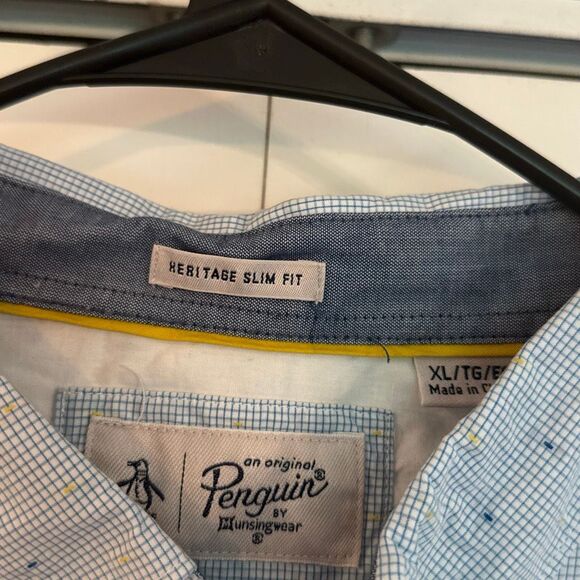 HERITAGE SLIM FIT
XL/TG/E
Made in C
an original
Penguin®
BY
Munsingwear
®